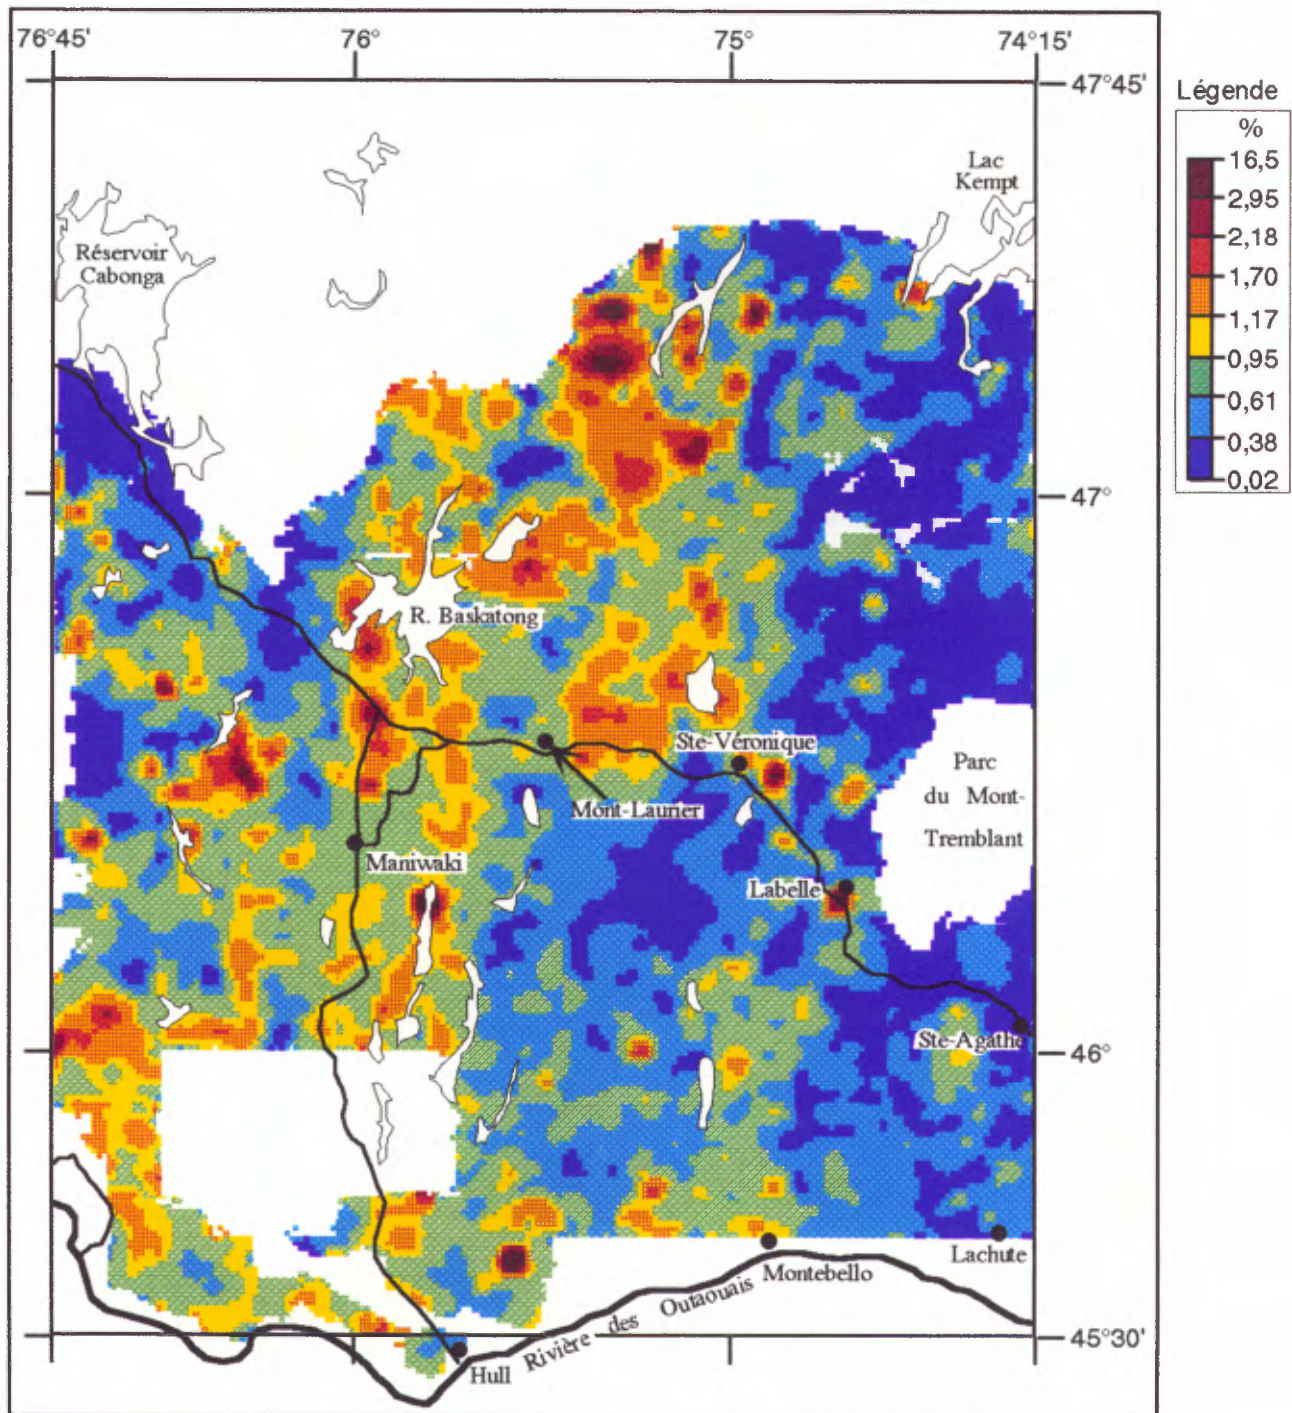 76°45'
76°
75°
74°15'
47°45'
Légende
%
16,5
2,95
2,18
1,70
1,17
0,95
0,61
0,38
0,02
Lac
Kempt
Réservoir
Cabonga
47°
R. Baskatong
Ste-Véronique
Parc
du Mont-
Tremblant
Mont-Laurier
Maniwaki
Labelle
Ste-Agathe
46°
Lachute
Montebello
Rivière des Outaouais
45°30'
Hull